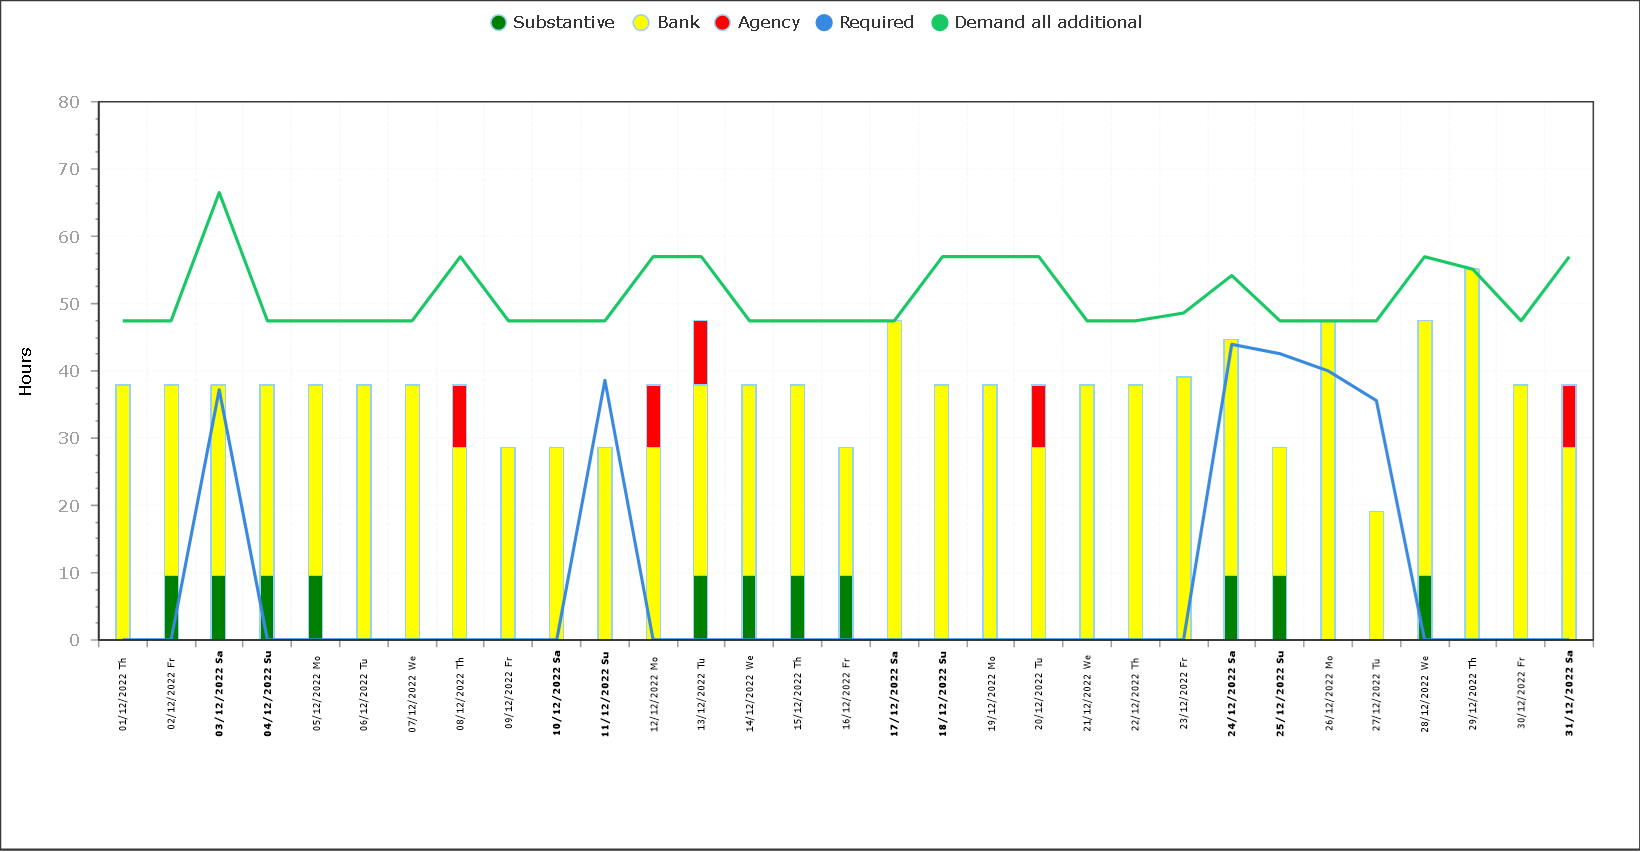 Substantive Bank Agency Required Demand all additional
80
70
60
50
40
30
20
10
0
Hours
01/12/2022 Th
02/12/2022 Fr
03/12/2022 Sa
04/12/2022 Su
05/12/2022 Mo
06/12/2022 Tu
07/12/2022 We
08/12/2022 Th
09/12/2022 Fr
10/12/2022 Sa
11/12/2022 Su
12/12/2022 Mo
13/12/2022 Tu
14/12/2022 We
15/12/2022 Th
16/12/2022 Fr
17/12/2022 Sa
18/12/2022 Su
19/12/2022 Mo
20/12/2022 Tu
21/12/2022 We
22/12/2022 Th
23/12/2022 Fr
24/12/2022 Sa
25/12/2022 Su
26/12/2022 Mo
27/12/2022 Tu
28/12/2022 We
29/12/2022 Th
30/12/2022 Fr
31/12/2022 Sa